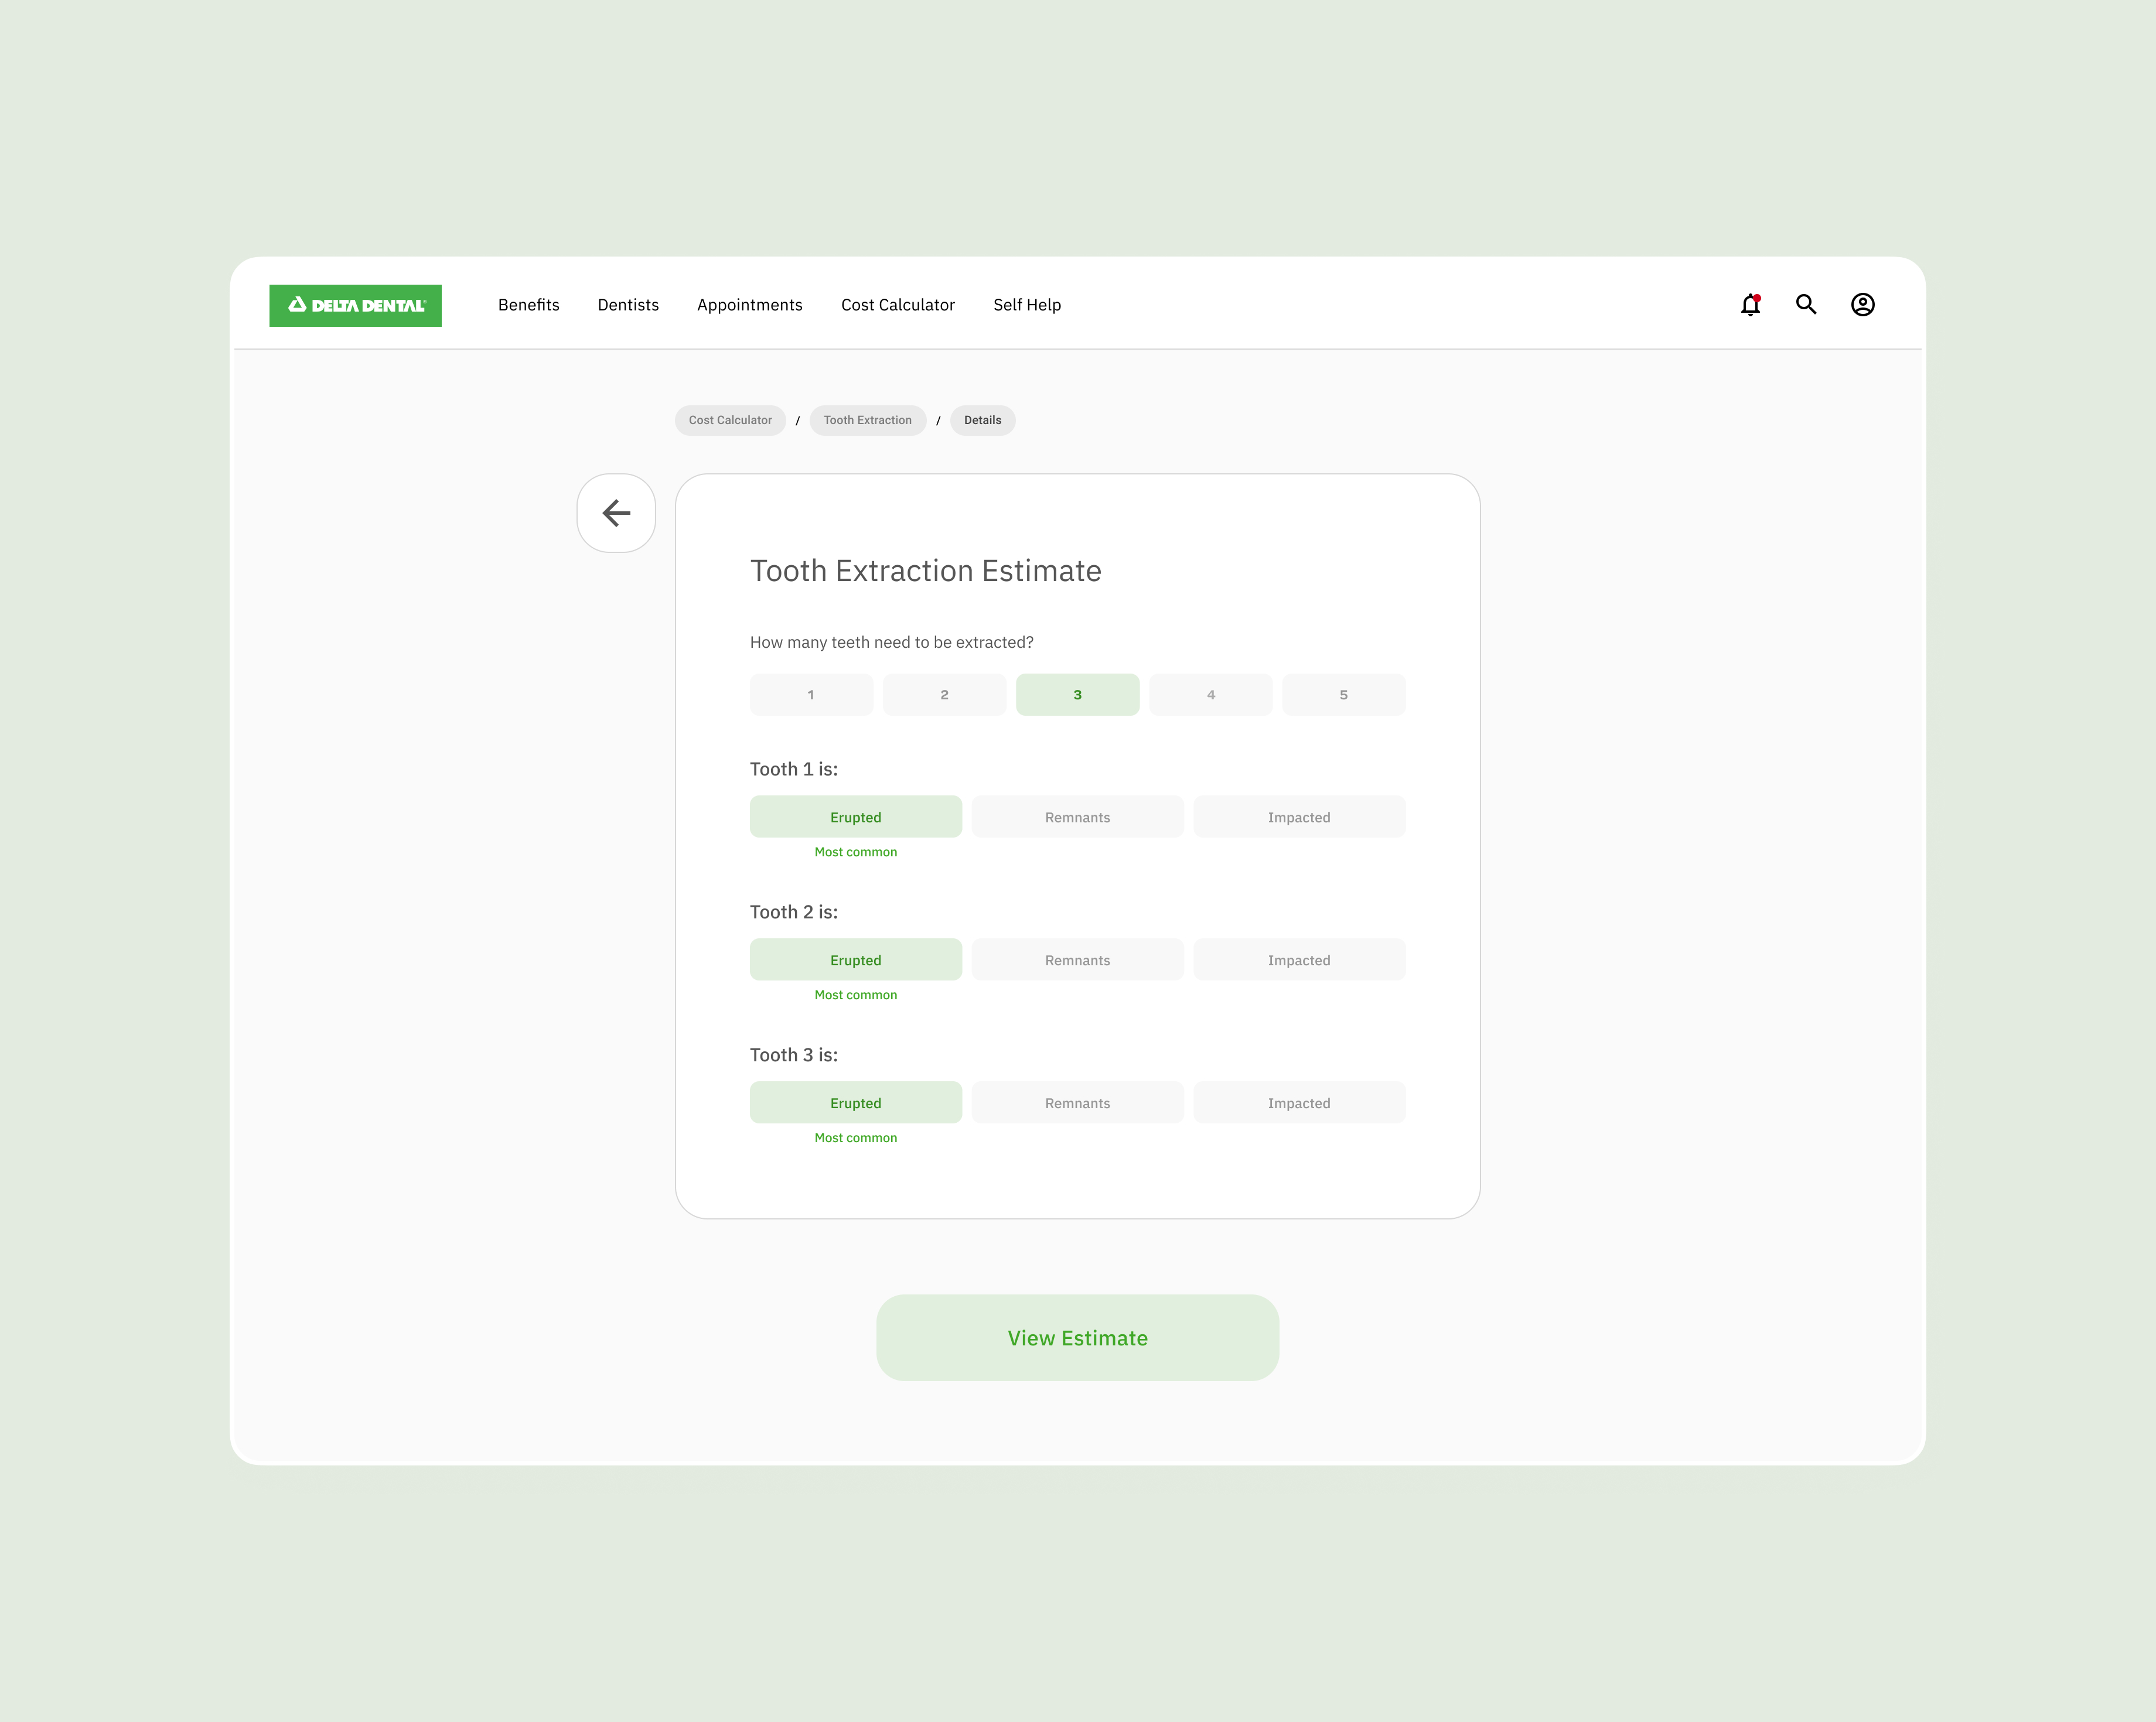 DELTA DENTAL® Benefits Dentists Appointments Cost Calculator Self Help
Cost Calculator / Tooth Extraction / Details
Tooth Extraction Estimate
How many teeth need to be extracted?
1 2 3 4 5
Tooth 1 is:
Erupted Remnants Impacted
Most common
Tooth 2 is:
Erupted Remnants Impacted
Most common
Tooth 3 is:
Erupted Remnants Impacted
Most common
View Estimate